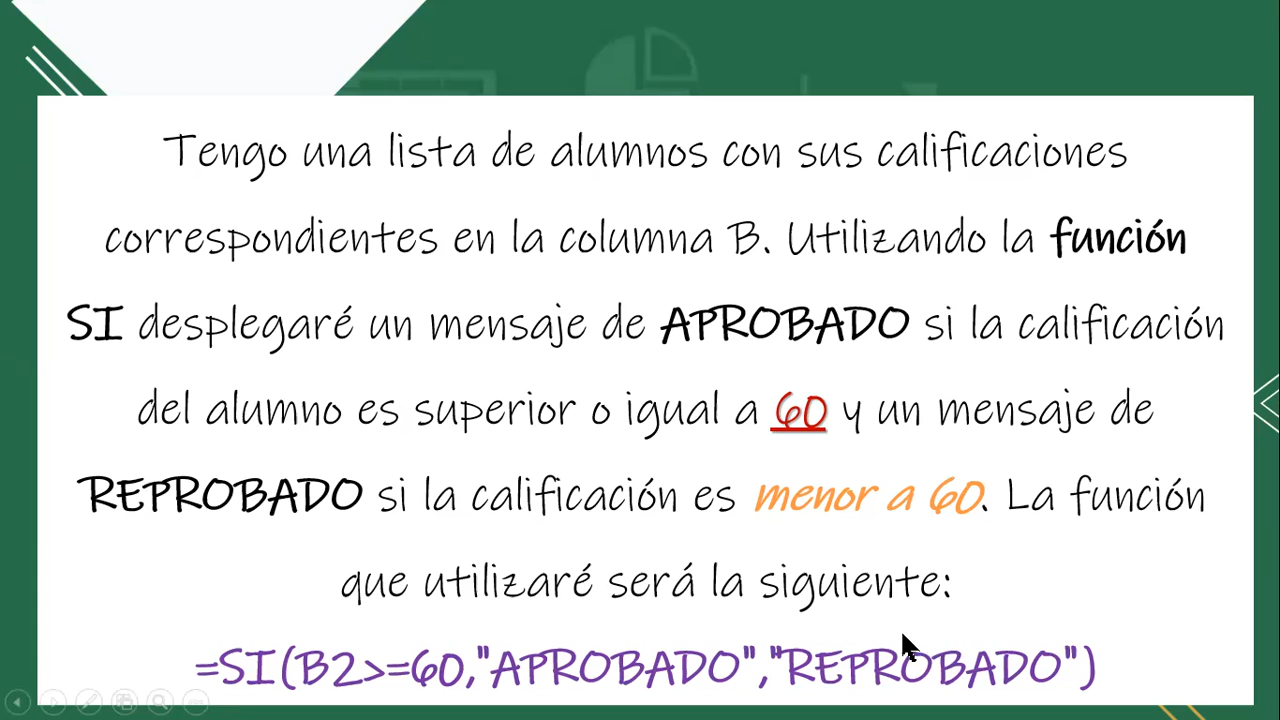 Tengo una lista de alumnos con sus calificaciones
correspondientes en la columna B. Utilizando la función
SI desplegaré un mensaje de APROBADO si la calificación
del alumno es superior o igual a 60 y un mensaje de
REPROBADO si la calificación es menor a 60. La función
que utilizaré será la siguiente:
=SI(B2>=60,"APROBADO","REPROBADO")